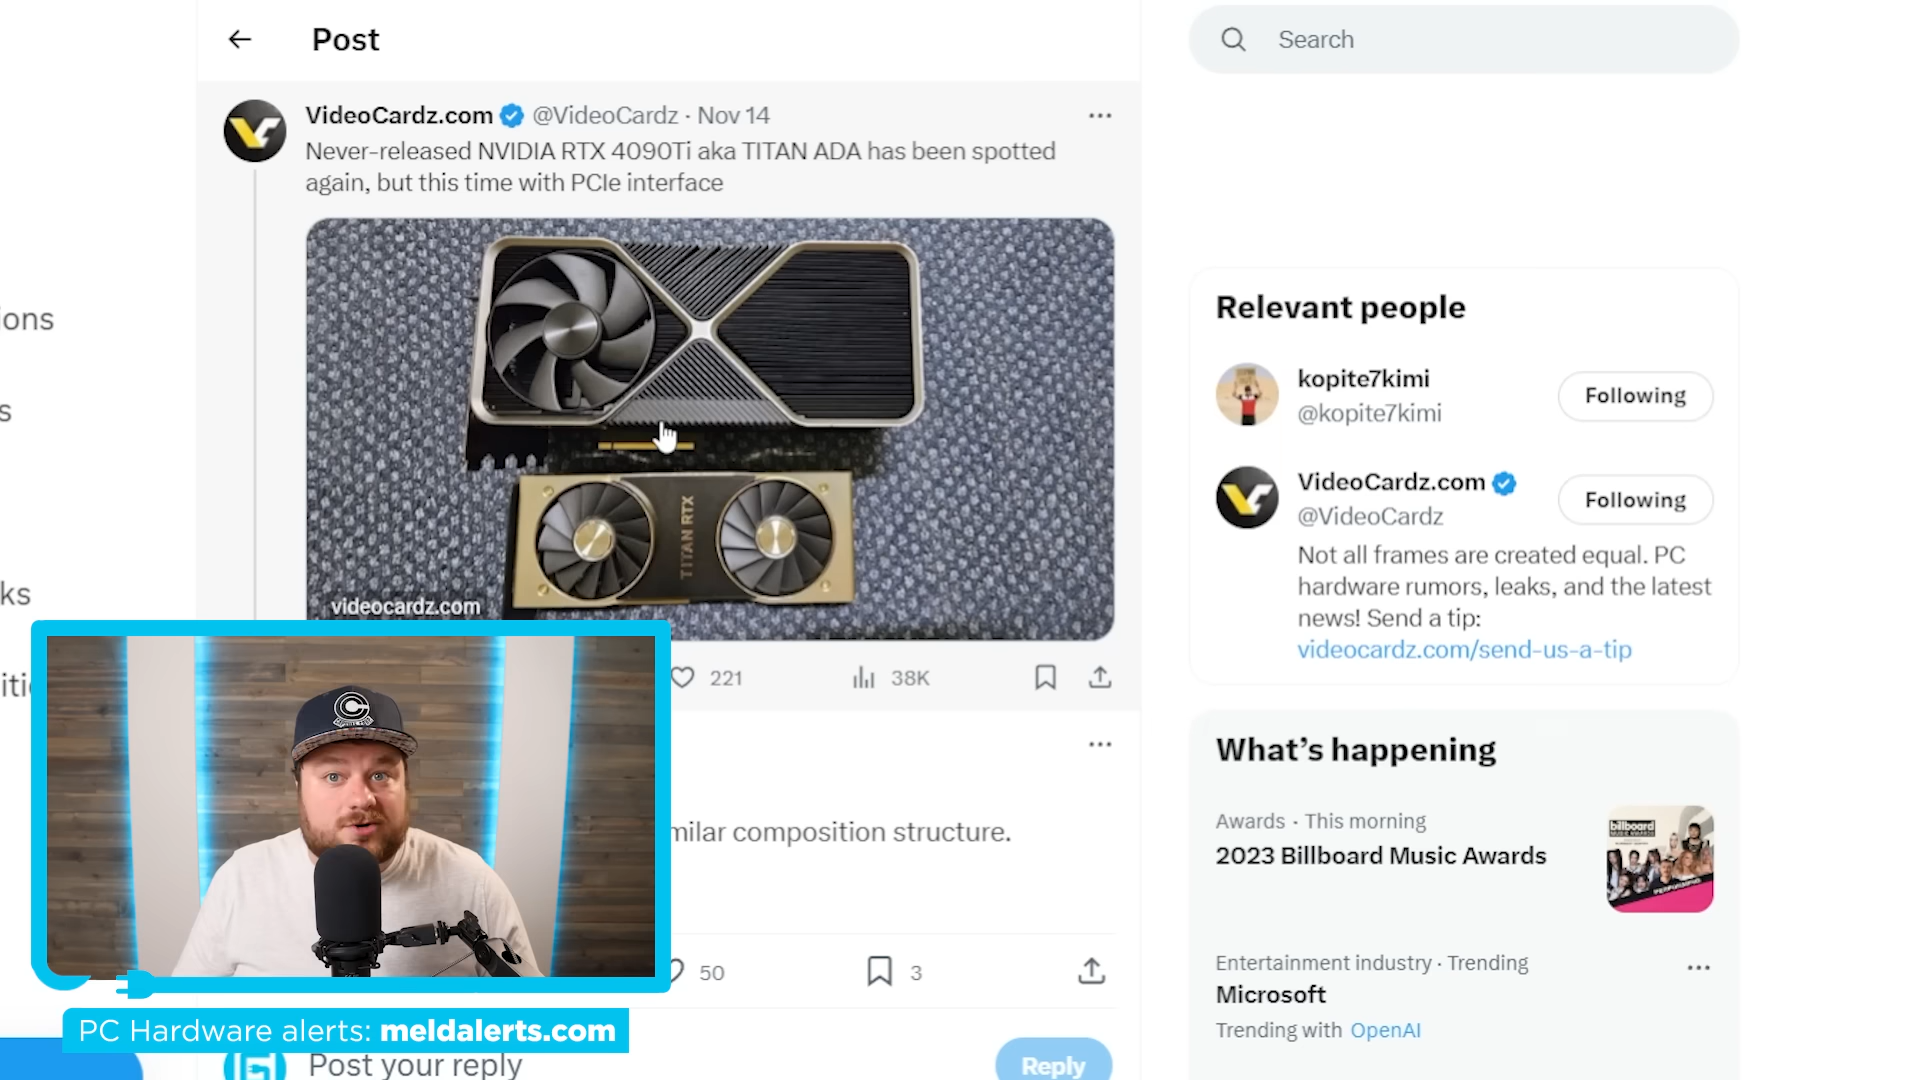 Post
Search
VideoCardz.com @VideoCardz · Nov 14
Never-released NVIDIA RTX 4090Ti aka TITAN ADA has been spotted
again, but this time with PCIe interface
TITAN RTX
videocardz.com
221
38K
milar composition structure.
50
3
Post your reply
Reply
ions
s
ks
iti
Relevant people
kopite7kimi
@kopite7kimi
Following
VideoCardz.com
@VideoCardz
Following
Not all frames are created equal. PC
hardware rumors, leaks, and the latest
news! Send a tip:
videocardz.com/send-us-a-tip
What's happening
Awards · This morning
2023 Billboard Music Awards
billboard
Entertainment industry · Trending
Microsoft
Trending with OpenAI
PC Hardware alerts: meldalerts.com